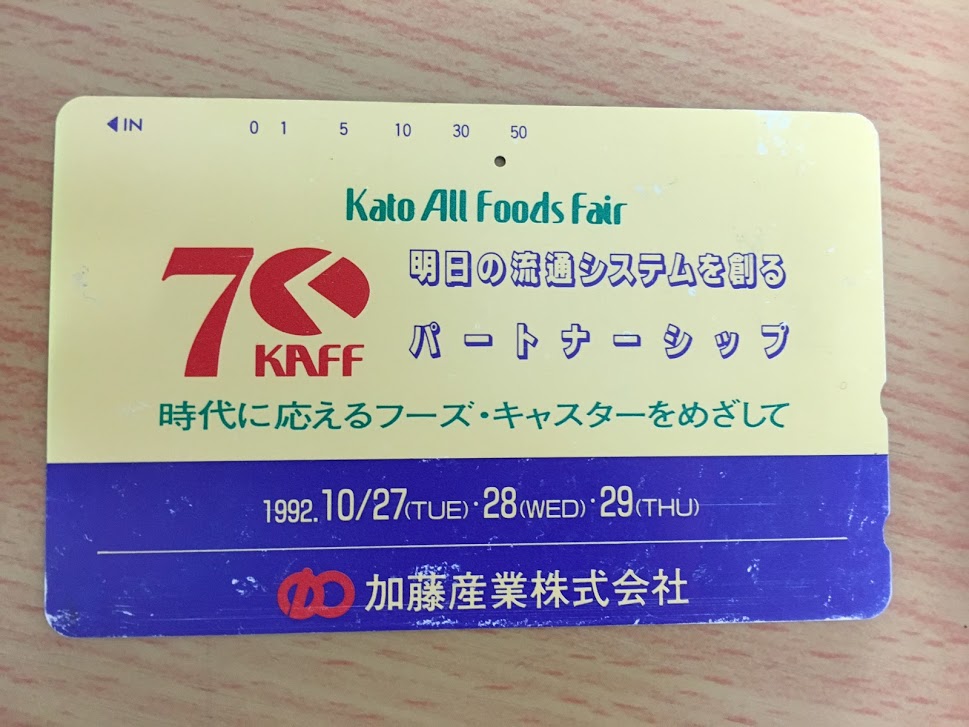 ◀IN 0 1 5 10 30 50
Kato All Foods Fair
7 KAFF
明日の流通システムを創る
パートナーシップ
時代に応えるフーズ・キャスターをめざして
1992.10/27(TUE)・28(WED)・29(THU)
加藤産業株式会社